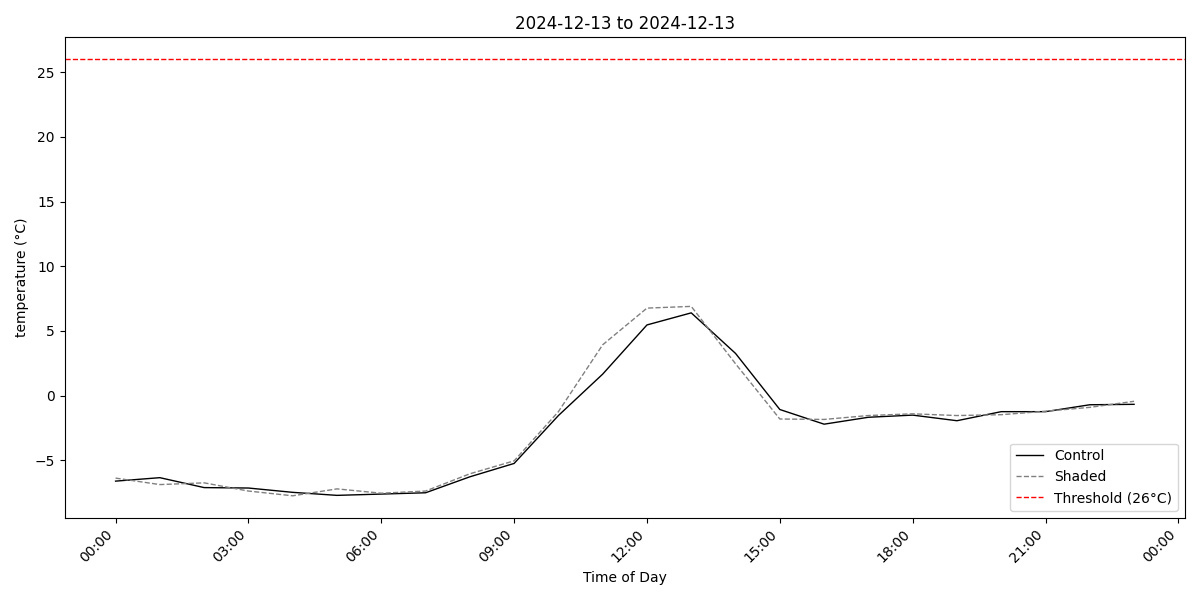 2024-12-13 to 2024-12-13
temperature (°C)
25
20
15
10
5
0
−5
Control
Shaded
Threshold (26°C)
00:00
03:00
06:00
09:00
12:00
15:00
18:00
21:00
00:00
Time of Day